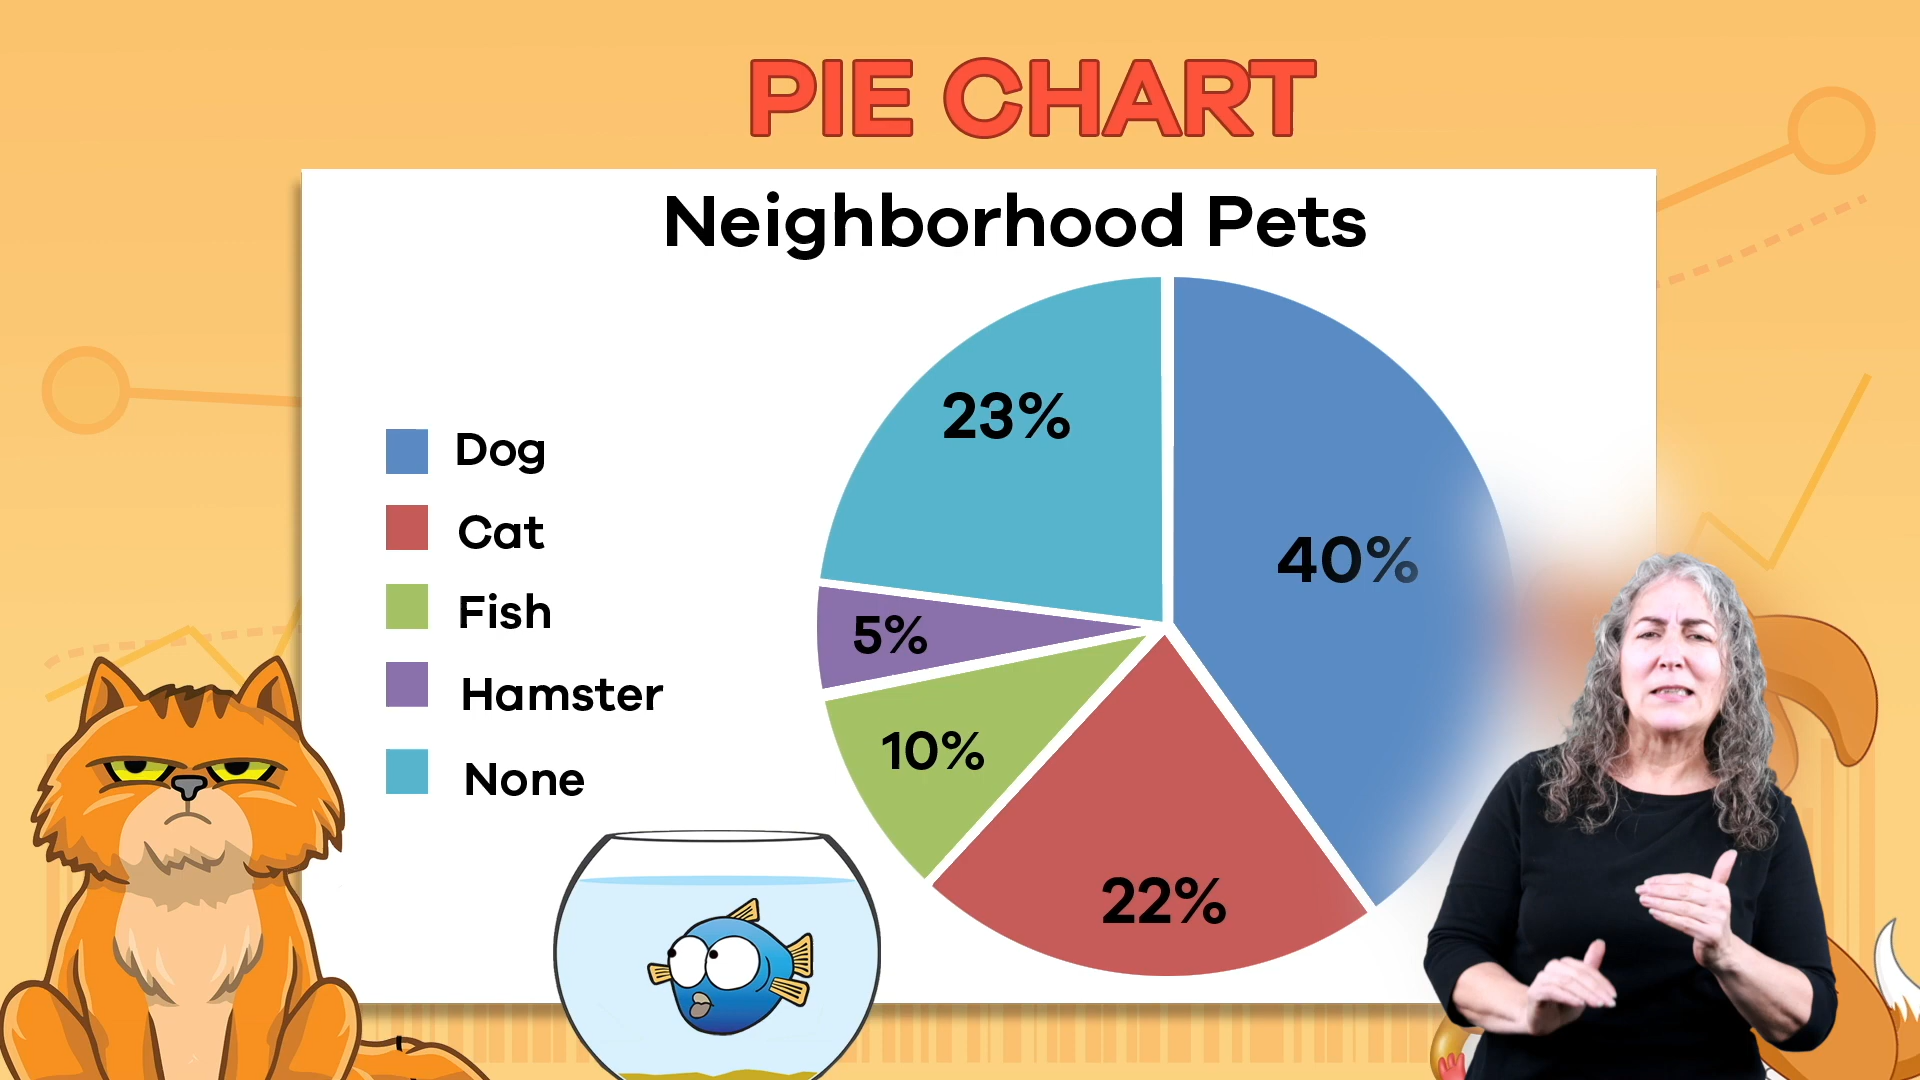 PIE CHART
Neighborhood Pets
23%
40%
5%
10%
22%
Dog
Cat
Fish
Hamster
None